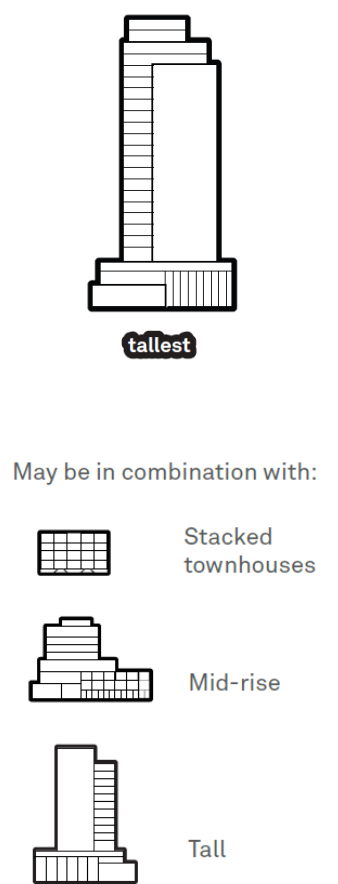 tallest
May be in combination with:
Stacked
townhouses
Mid-rise
Tall